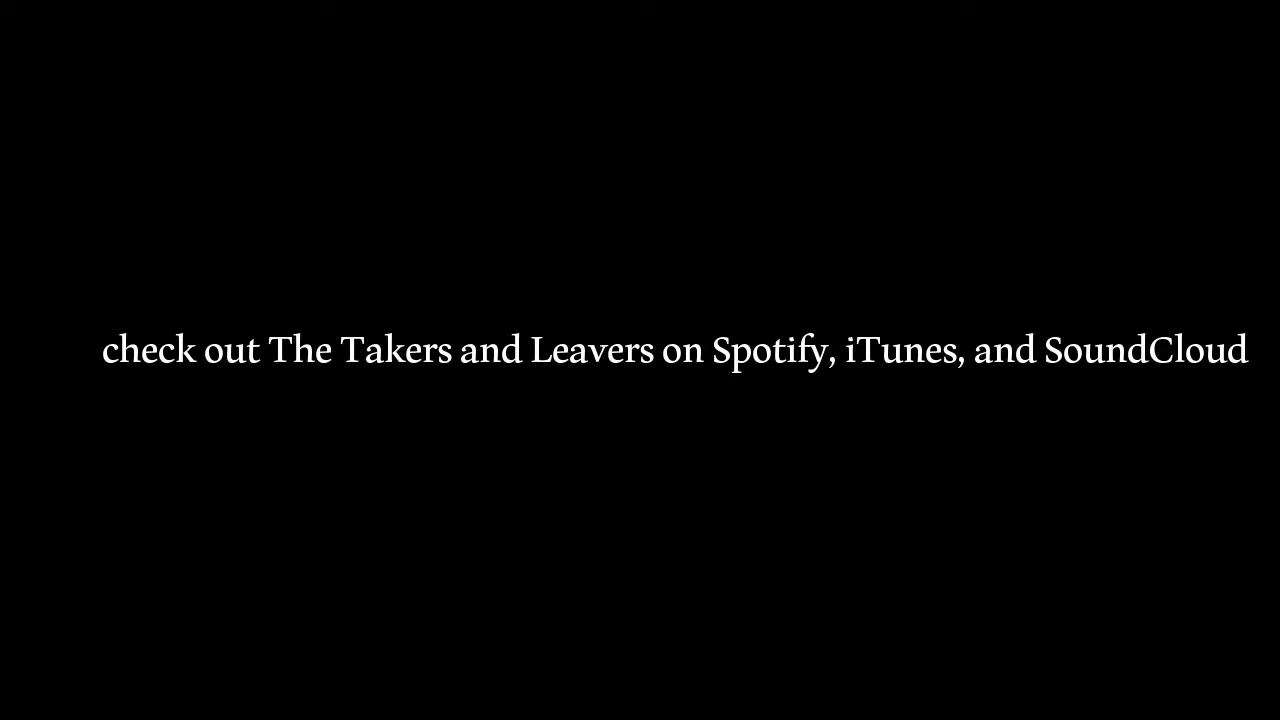 check out The Takers and Leavers on Spotify, iTunes, and SoundCloud